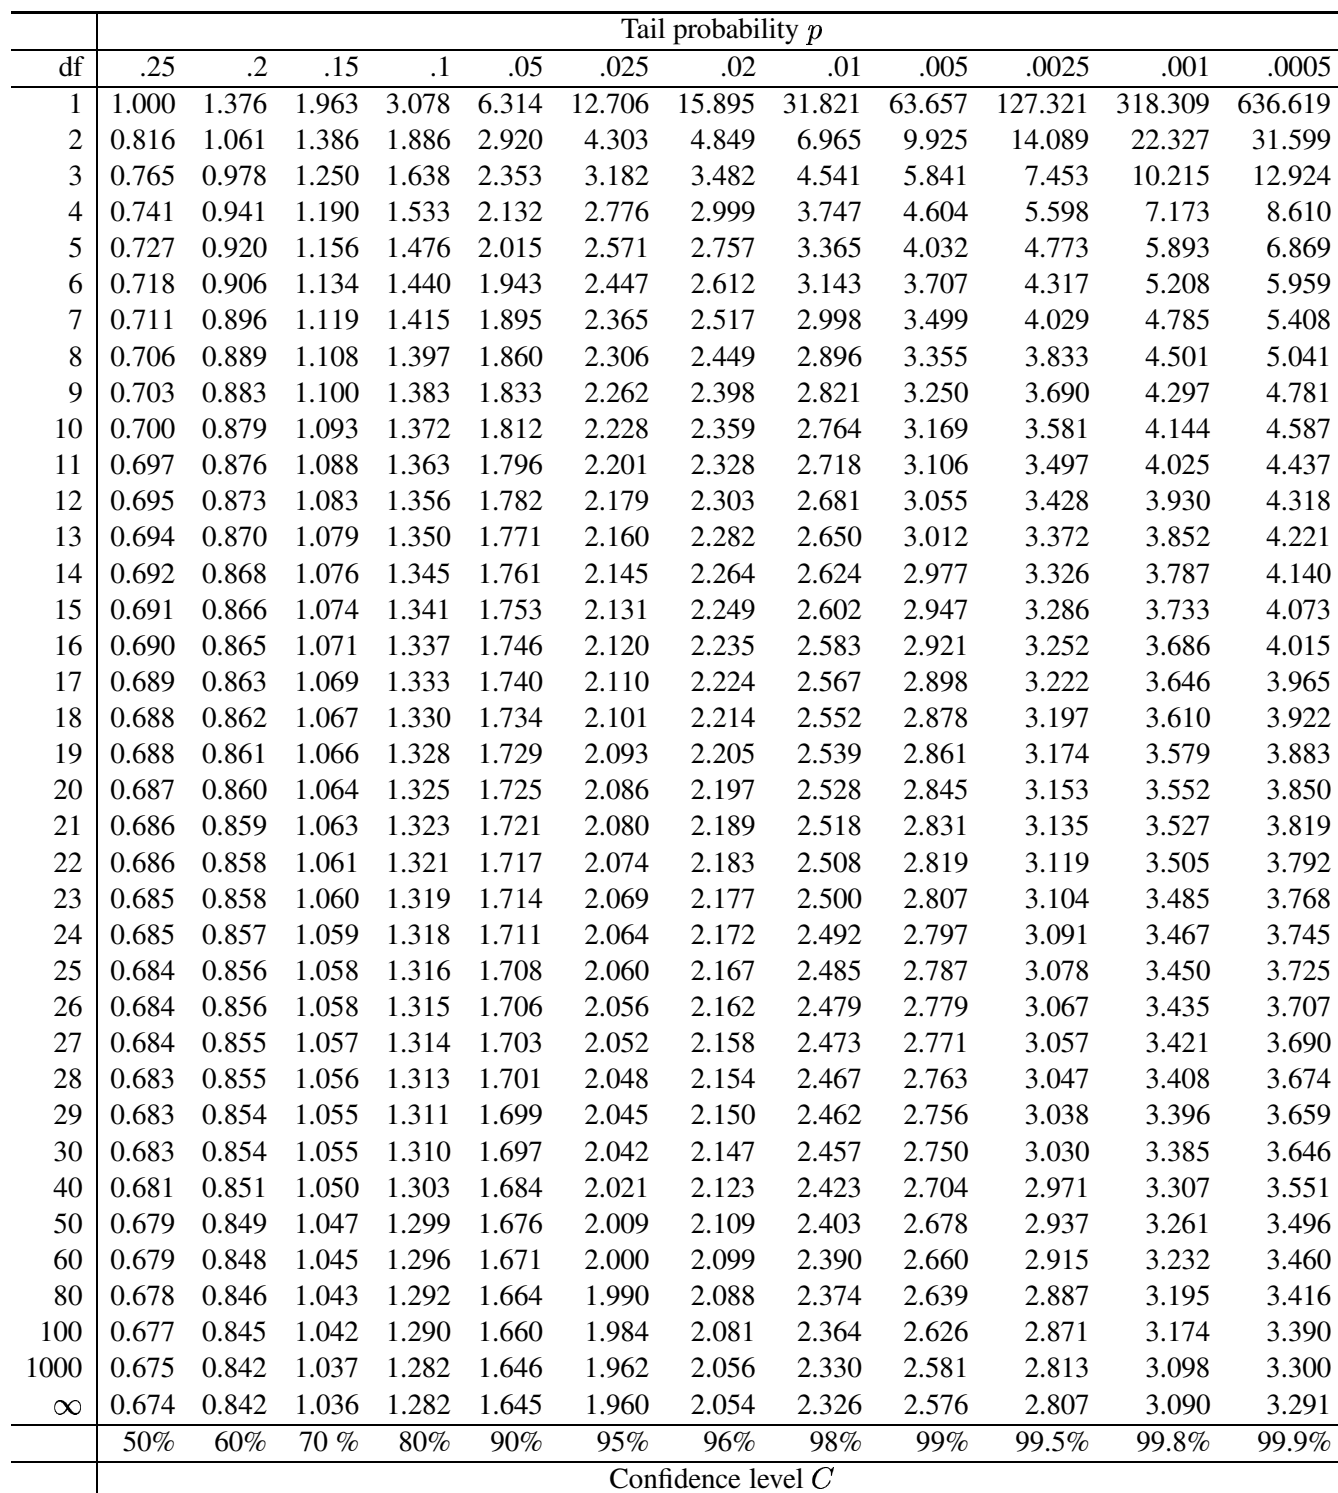 Tail probability p
df .25 .2 .15 .1 .05 .025 .02 .01 .005 .0025 .001 .0005
1 1.000 1.376 1.963 3.078 6.314 12.706 15.895 31.821 63.657 127.321 318.309 636.619
2 0.816 1.061 1.386 1.886 2.920 4.303 4.849 6.965 9.925 14.089 22.327 31.599
3 0.765 0.978 1.250 1.638 2.353 3.182 3.482 4.541 5.841 7.453 10.215 12.924
4 0.741 0.941 1.190 1.533 2.132 2.776 2.999 3.747 4.604 5.598 7.173 8.610
5 0.727 0.920 1.156 1.476 2.015 2.571 2.757 3.365 4.032 4.773 5.893 6.869
6 0.718 0.906 1.134 1.440 1.943 2.447 2.612 3.143 3.707 4.317 5.208 5.959
7 0.711 0.896 1.119 1.415 1.895 2.365 2.517 2.998 3.499 4.029 4.785 5.408
8 0.706 0.889 1.108 1.397 1.860 2.306 2.449 2.896 3.355 3.833 4.501 5.041
9 0.703 0.883 1.100 1.383 1.833 2.262 2.398 2.821 3.250 3.690 4.297 4.781
10 0.700 0.879 1.093 1.372 1.812 2.228 2.359 2.764 3.169 3.581 4.144 4.587
11 0.697 0.876 1.088 1.363 1.796 2.201 2.328 2.718 3.106 3.497 4.025 4.437
12 0.695 0.873 1.083 1.356 1.782 2.179 2.303 2.681 3.055 3.428 3.930 4.318
13 0.694 0.870 1.079 1.350 1.771 2.160 2.282 2.650 3.012 3.372 3.852 4.221
14 0.692 0.868 1.076 1.345 1.761 2.145 2.264 2.624 2.977 3.326 3.787 4.140
15 0.691 0.866 1.074 1.341 1.753 2.131 2.249 2.602 2.947 3.286 3.733 4.073
16 0.690 0.865 1.071 1.337 1.746 2.120 2.235 2.583 2.921 3.252 3.686 4.015
17 0.689 0.863 1.069 1.333 1.740 2.110 2.224 2.567 2.898 3.222 3.646 3.965
18 0.688 0.862 1.067 1.330 1.734 2.101 2.214 2.552 2.878 3.197 3.610 3.922
19 0.688 0.861 1.066 1.328 1.729 2.093 2.205 2.539 2.861 3.174 3.579 3.883
20 0.687 0.860 1.064 1.325 1.725 2.086 2.197 2.528 2.845 3.153 3.552 3.850
21 0.686 0.859 1.063 1.323 1.721 2.080 2.189 2.518 2.831 3.135 3.527 3.819
22 0.686 0.858 1.061 1.321 1.717 2.074 2.183 2.508 2.819 3.119 3.505 3.792
23 0.685 0.858 1.060 1.319 1.714 2.069 2.177 2.500 2.807 3.104 3.485 3.768
24 0.685 0.857 1.059 1.318 1.711 2.064 2.172 2.492 2.797 3.091 3.467 3.745
25 0.684 0.856 1.058 1.316 1.708 2.060 2.167 2.485 2.787 3.078 3.450 3.725
26 0.684 0.856 1.058 1.315 1.706 2.056 2.162 2.479 2.779 3.067 3.435 3.707
27 0.684 0.855 1.057 1.314 1.703 2.052 2.158 2.473 2.771 3.057 3.421 3.690
28 0.683 0.855 1.056 1.313 1.701 2.048 2.154 2.467 2.763 3.047 3.408 3.674
29 0.683 0.854 1.055 1.311 1.699 2.045 2.150 2.462 2.756 3.038 3.396 3.659
30 0.683 0.854 1.055 1.310 1.697 2.042 2.147 2.457 2.750 3.030 3.385 3.646
40 0.681 0.851 1.050 1.303 1.684 2.021 2.123 2.423 2.704 2.971 3.307 3.551
50 0.679 0.849 1.047 1.299 1.676 2.009 2.109 2.403 2.678 2.937 3.261 3.496
60 0.679 0.848 1.045 1.296 1.671 2.000 2.099 2.390 2.660 2.915 3.232 3.460
80 0.678 0.846 1.043 1.292 1.664 1.990 2.088 2.374 2.639 2.887 3.195 3.416
100 0.677 0.845 1.042 1.290 1.660 1.984 2.081 2.364 2.626 2.871 3.174 3.390
1000 0.675 0.842 1.037 1.282 1.646 1.962 2.056 2.330 2.581 2.813 3.098 3.300
∞ 0.674 0.842 1.036 1.282 1.645 1.960 2.054 2.326 2.576 2.807 3.090 3.291
50% 60% 70 % 80% 90% 95% 96% 98% 99% 99.5% 99.8% 99.9%
Confidence level C